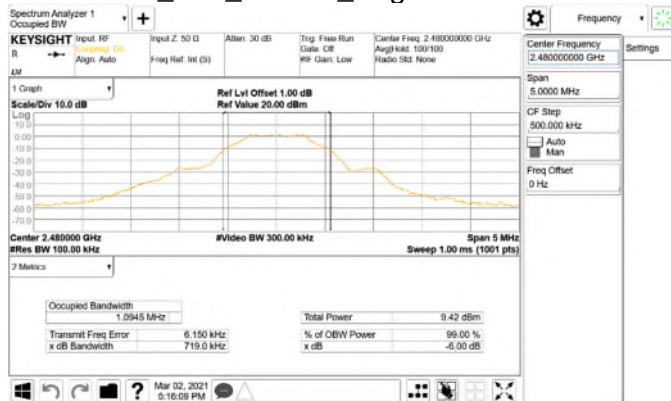 Spectrum Analyzer 1
Occupied BW
Frequency
KEYSIGHT
R
Input: RF
Coupling: DC
Align: Auto
Input Z: 50 Ω
Freq Ref: Int (S)
Atten: 30 dB
Trig: Free Run
Gate: Off
#IF Gain: Low
Center Freq: 2.480000000 GHz
Avg|Hold: 100/100
Radio Std: None
LM
Center Frequency
2.480000000 GHz
Settings
Span
5.0000 MHz
CF Step
500.000 kHz
Auto
Man
Freq Offset
0 Hz
1 Graph
Scale/Div 10.0 dB
Ref Lvl Offset 1.00 dB
Ref Value 20.00 dBm
Log
10.0
0.00
-10.0
-20.0
-30.0
-40.0
-50.0
-60.0
-70.0
Center 2.480000 GHz
#Video BW 300.00 kHz
Span 5 MHz
#Res BW 100.00 kHz
Sweep 1.00 ms (1001 pts)
2 Metrics
Occupied Bandwidth
1.0945 MHz
Total Power 9.42 dBm
Transmit Freq Error 6.150 kHz
% of OBW Power 99.00 %
x dB Bandwidth 719.0 kHz
x dB -6.00 dB
?
Mar 02, 2021
6:16:09 PM